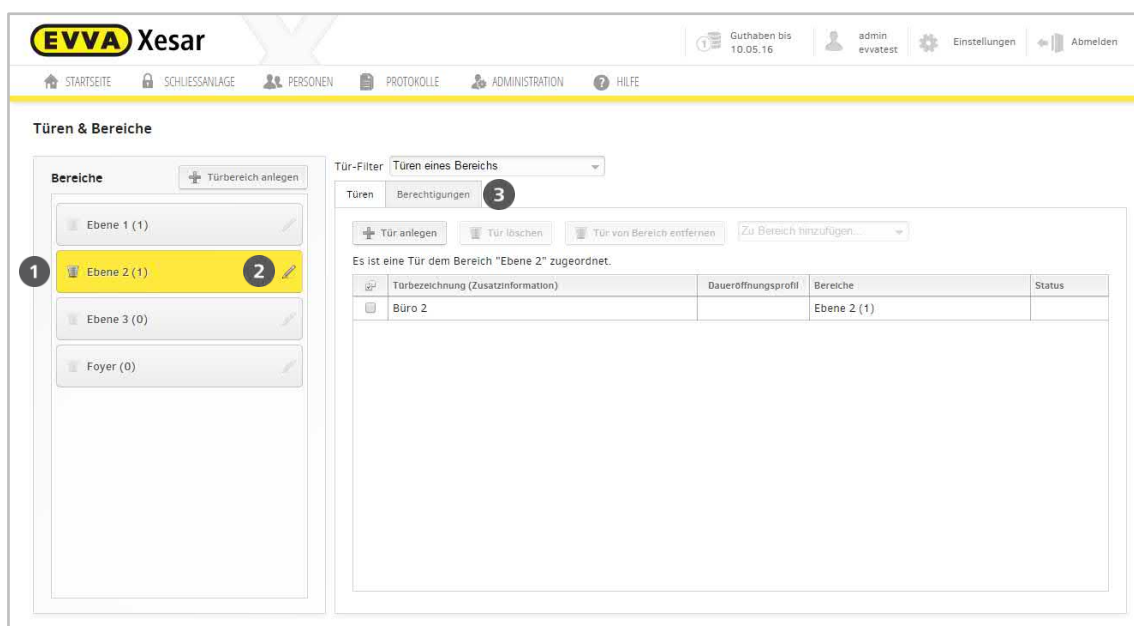 EVVA Xesar
1 Guthaben bis 10.05.16
admin evvatest
Einstellungen
Abmelden
STARTSEITE SCHLIESSANLAGE PERSONEN PROTOKOLLE ADMINISTRATION ? HILFE
Türen & Bereiche
Bereiche
Türbereich anlegen
Ebene 1 (1)
1 Ebene 2 (1) 2
Ebene 3 (0)
Foyer (0)
Tür-Filter Türen eines Bereichs
Türen Berechtigungen 3
Tür anlegen Tür löschen Tür von Bereich entfernen Zu Bereich hinzufügen...
Es ist eine Tür dem Bereich "Ebene 2" zugeordnet.
Türbezeichnung (Zusatzinformation) Daueröffnungsprofil Bereiche Status
Büro 2 Ebene 2 (1)